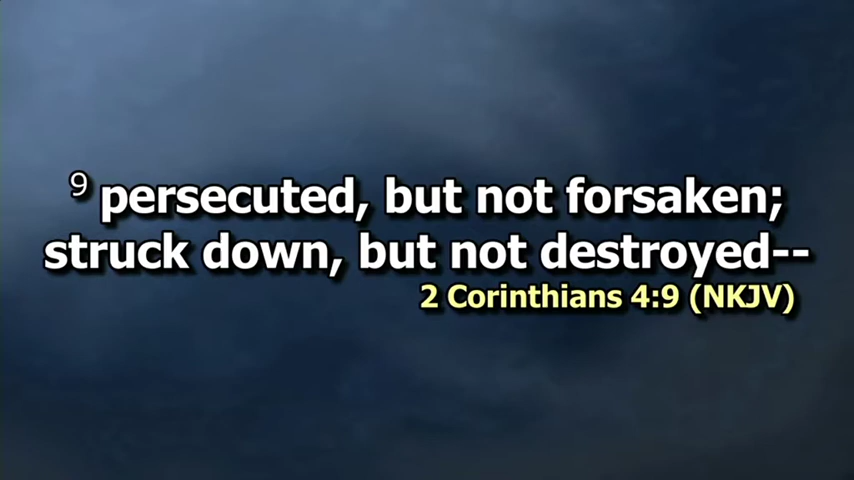 9 persecuted, but not forsaken;
struck down, but not destroyed--
2 Corinthians 4:9 (NKJV)